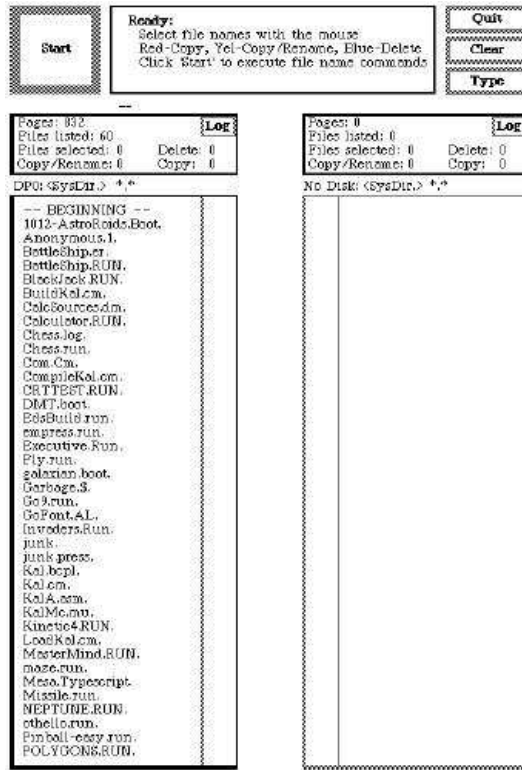 Start
Ready:
Select file names with the mouse
Red-Copy, Yel-Copy/Rename, Blue-Delete
Click 'Start' to execute file name commands
Quit
Clear
Type
Pages: 832
Log
Files listed: 60
Files selected: 0 Delete: 0
Copy/Rename: 0 Copy: 0
DP0: <SysDir.> *.*
-- BEGINNING --
1012-AstroRoids.Boot.
Anonymous.1.
BattleShip.er.
BattleShip.RUN.
BlackJack.RUN.
BuildKal.cm.
CalcSources.dm.
Calculator.RUN.
Chess.log.
Chess.run.
Com.Cm.
CompileKal.cm.
CRTTEST.RUN.
DMT.boot.
EdsBuild.run.
empress.run.
Executive.Run.
Fly.run.
galaxian.boot.
Garbage.$.
Go9.run.
GoFont.AL.
Invaders.Run.
junk.
junk.press.
Kal.bcpl.
Kal.cm.
KalA.asm.
KalMc.mu.
Kinetic4.RUN.
LoadKal.cm.
MasterMind.RUN.
maze.run.
Mesa.Typescript.
Missile.run.
NEPTUNE.RUN.
othello.run.
Pinball-easy.run.
POLYGONS.RUN.
Pages: 0
Log
Files listed: 0
Files selected: 0 Delete: 0
Copy/Rename: 0 Copy: 0
No Disk: <SysDir.> *.*